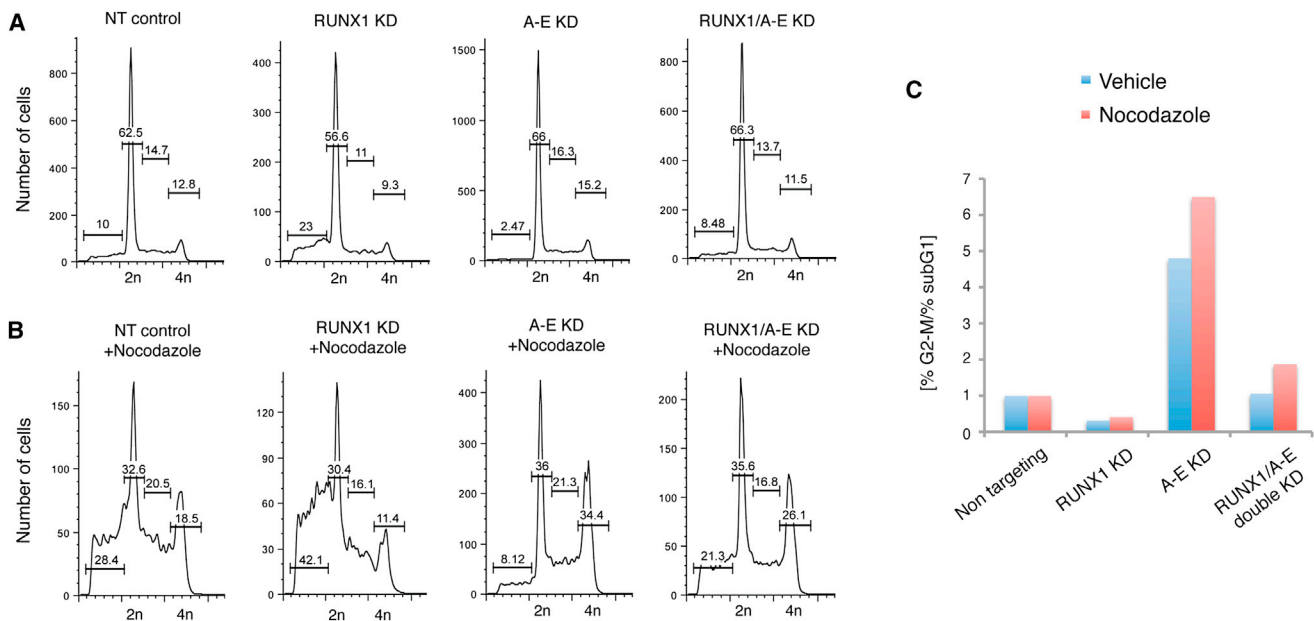 A
NT control
RUNX1 KD
A-E KD
RUNX1/A-E KD
Number of cells
800
600
400
200
0
62.5
14.7
12.8
10
2n
4n
400
300
200
100
0
56.6
11
9.3
23
2n
4n
1500
1000
500
0
66
16.3
15.2
2.47
2n
4n
800
600
400
200
0
66.3
13.7
11.5
8.48
2n
4n
B
NT control
+Nocodazole
RUNX1 KD
+Nocodazole
A-E KD
+Nocodazole
RUNX1/A-E KD
+Nocodazole
Number of cells
150
100
50
0
32.6
20.5
18.5
28.4
2n
4n
120
90
60
30
0
30.4
16.1
11.4
42.1
2n
4n
400
300
200
100
0
36
21.3
34.4
8.12
2n
4n
200
150
100
50
0
35.6
16.8
26.1
21.3
2n
4n
C
Vehicle
Nocodazole
[% G2-M/% subG1]
7
6
5
4
3
2
1
0
Non targeting
RUNX1 KD
A-E KD
RUNX1/A-E
double KD